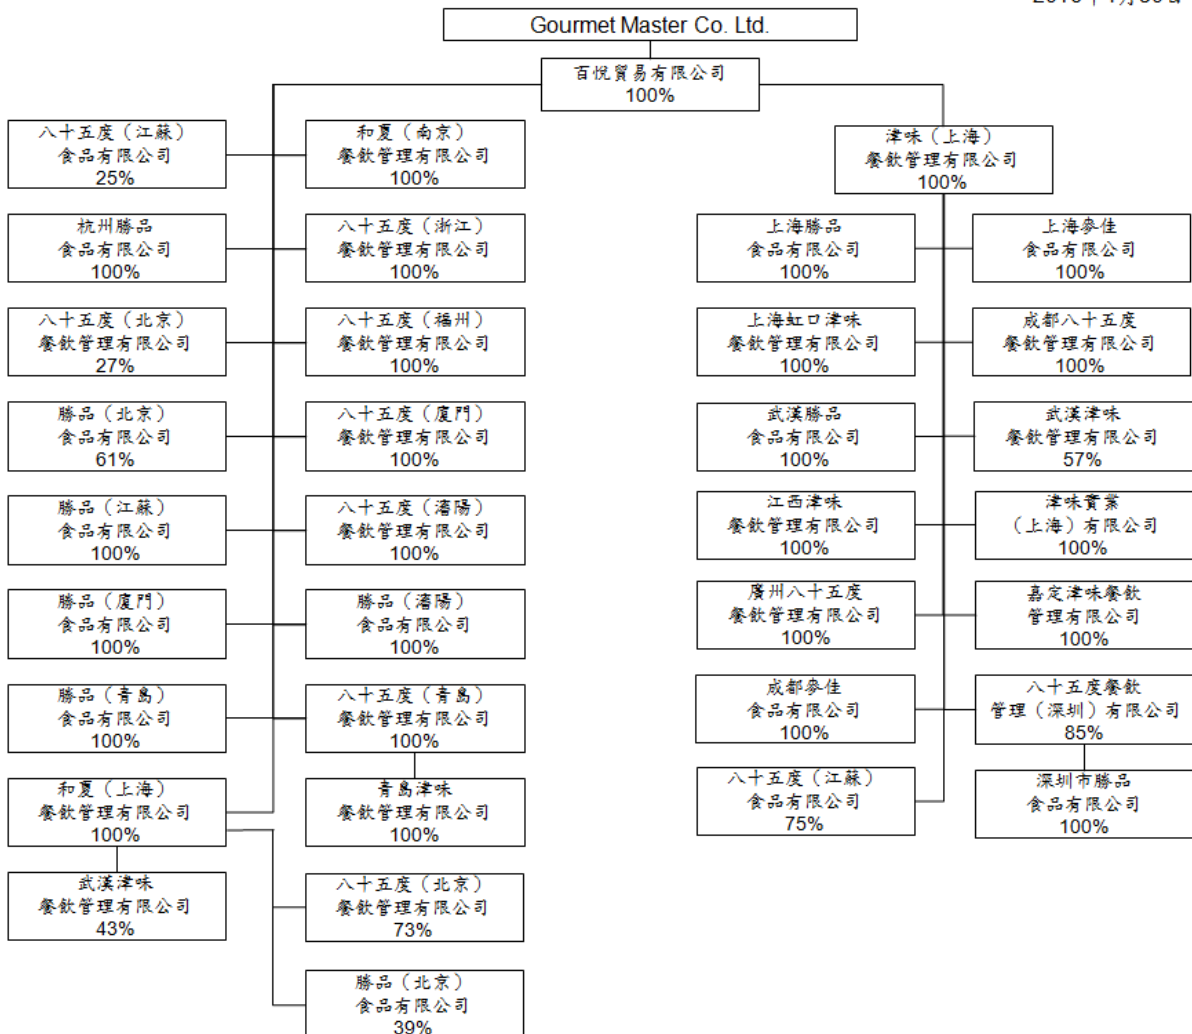 Gourmet Master Co. Ltd.
百悅貿易有限公司
100%
八十五度（江蘇）
食品有限公司
25%
和夏（南京）
餐飲管理有限公司
100%
杭州勝品
食品有限公司
100%
八十五度（浙江）
餐飲管理有限公司
100%
八十五度（北京）
餐飲管理有限公司
27%
八十五度（福州）
餐飲管理有限公司
100%
勝品（北京）
食品有限公司
61%
八十五度（廈門）
餐飲管理有限公司
100%
勝品（江蘇）
食品有限公司
100%
八十五度（瀋陽）
餐飲管理有限公司
100%
勝品（廈門）
食品有限公司
100%
勝品（瀋陽）
食品有限公司
100%
勝品（青島）
食品有限公司
100%
八十五度（青島）
餐飲管理有限公司
100%
和夏（上海）
餐飲管理有限公司
100%
青島津味
餐飲管理有限公司
100%
武漢津味
餐飲管理有限公司
43%
八十五度（北京）
餐飲管理有限公司
73%
勝品（北京）
食品有限公司
39%
津味（上海）
餐飲管理有限公司
100%
上海勝品
食品有限公司
100%
上海麥佳
食品有限公司
100%
上海虹口津味
餐飲管理有限公司
100%
成都八十五度
餐飲管理有限公司
100%
武漢勝品
食品有限公司
100%
武漢津味
餐飲管理有限公司
57%
江西津味
餐飲管理有限公司
100%
津味實業
（上海）有限公司
100%
廣州八十五度
餐飲管理有限公司
100%
嘉定津味餐飲
管理有限公司
100%
成都麥佳
食品有限公司
100%
八十五度餐飲
管理（深圳）有限公司
85%
八十五度（江蘇）
食品有限公司
75%
深圳市勝品
食品有限公司
100%